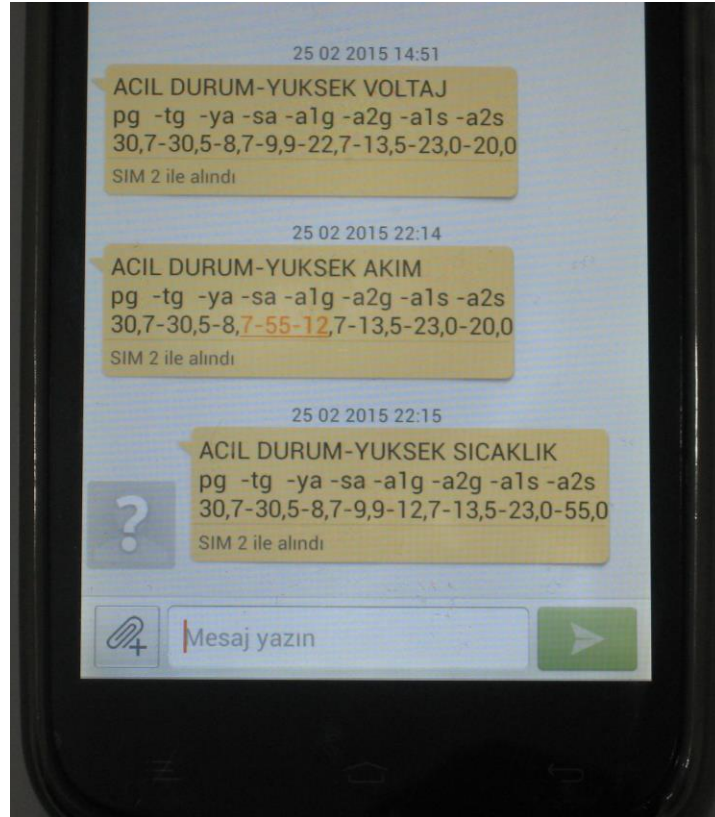 25 02 2015 14:51
ACIL DURUM-YUKSEK VOLTAJ
pg -tg -ya -sa -a1g -a2g -a1s -a2s
30,7-30,5-8,7-9,9-22,7-13,5-23,0-20,0
SIM 2 ile alındı
25 02 2015 22:14
ACIL DURUM-YUKSEK AKIM
pg -tg -ya -sa -a1g -a2g -a1s -a2s
30,7-30,5-8,7-55-12,7-13,5-23,0-20,0
SIM 2 ile alındı
25 02 2015 22:15
ACIL DURUM-YUKSEK SICAKLIK
pg -tg -ya -sa -a1g -a2g -a1s -a2s
30,7-30,5-8,7-9,9-12,7-13,5-23,0-55,0
?
SIM 2 ile alındı
Mesaj yazın